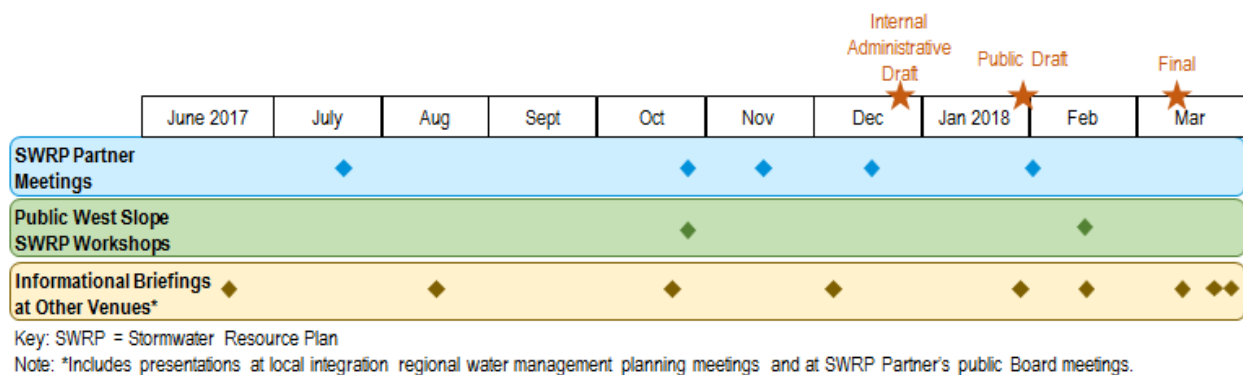 Internal
Administrative
Draft
Public Draft
Final
June 2017 July Aug Sept Oct Nov Dec Jan 2018 Feb Mar
SWRP Partner
Meetings
Public West Slope
SWRP Workshops
Informational Briefings
at Other Venues*
Key: SWRP = Stormwater Resource Plan
Note: *Includes presentations at local integration regional water management planning meetings and at SWRP Partner's public Board meetings.